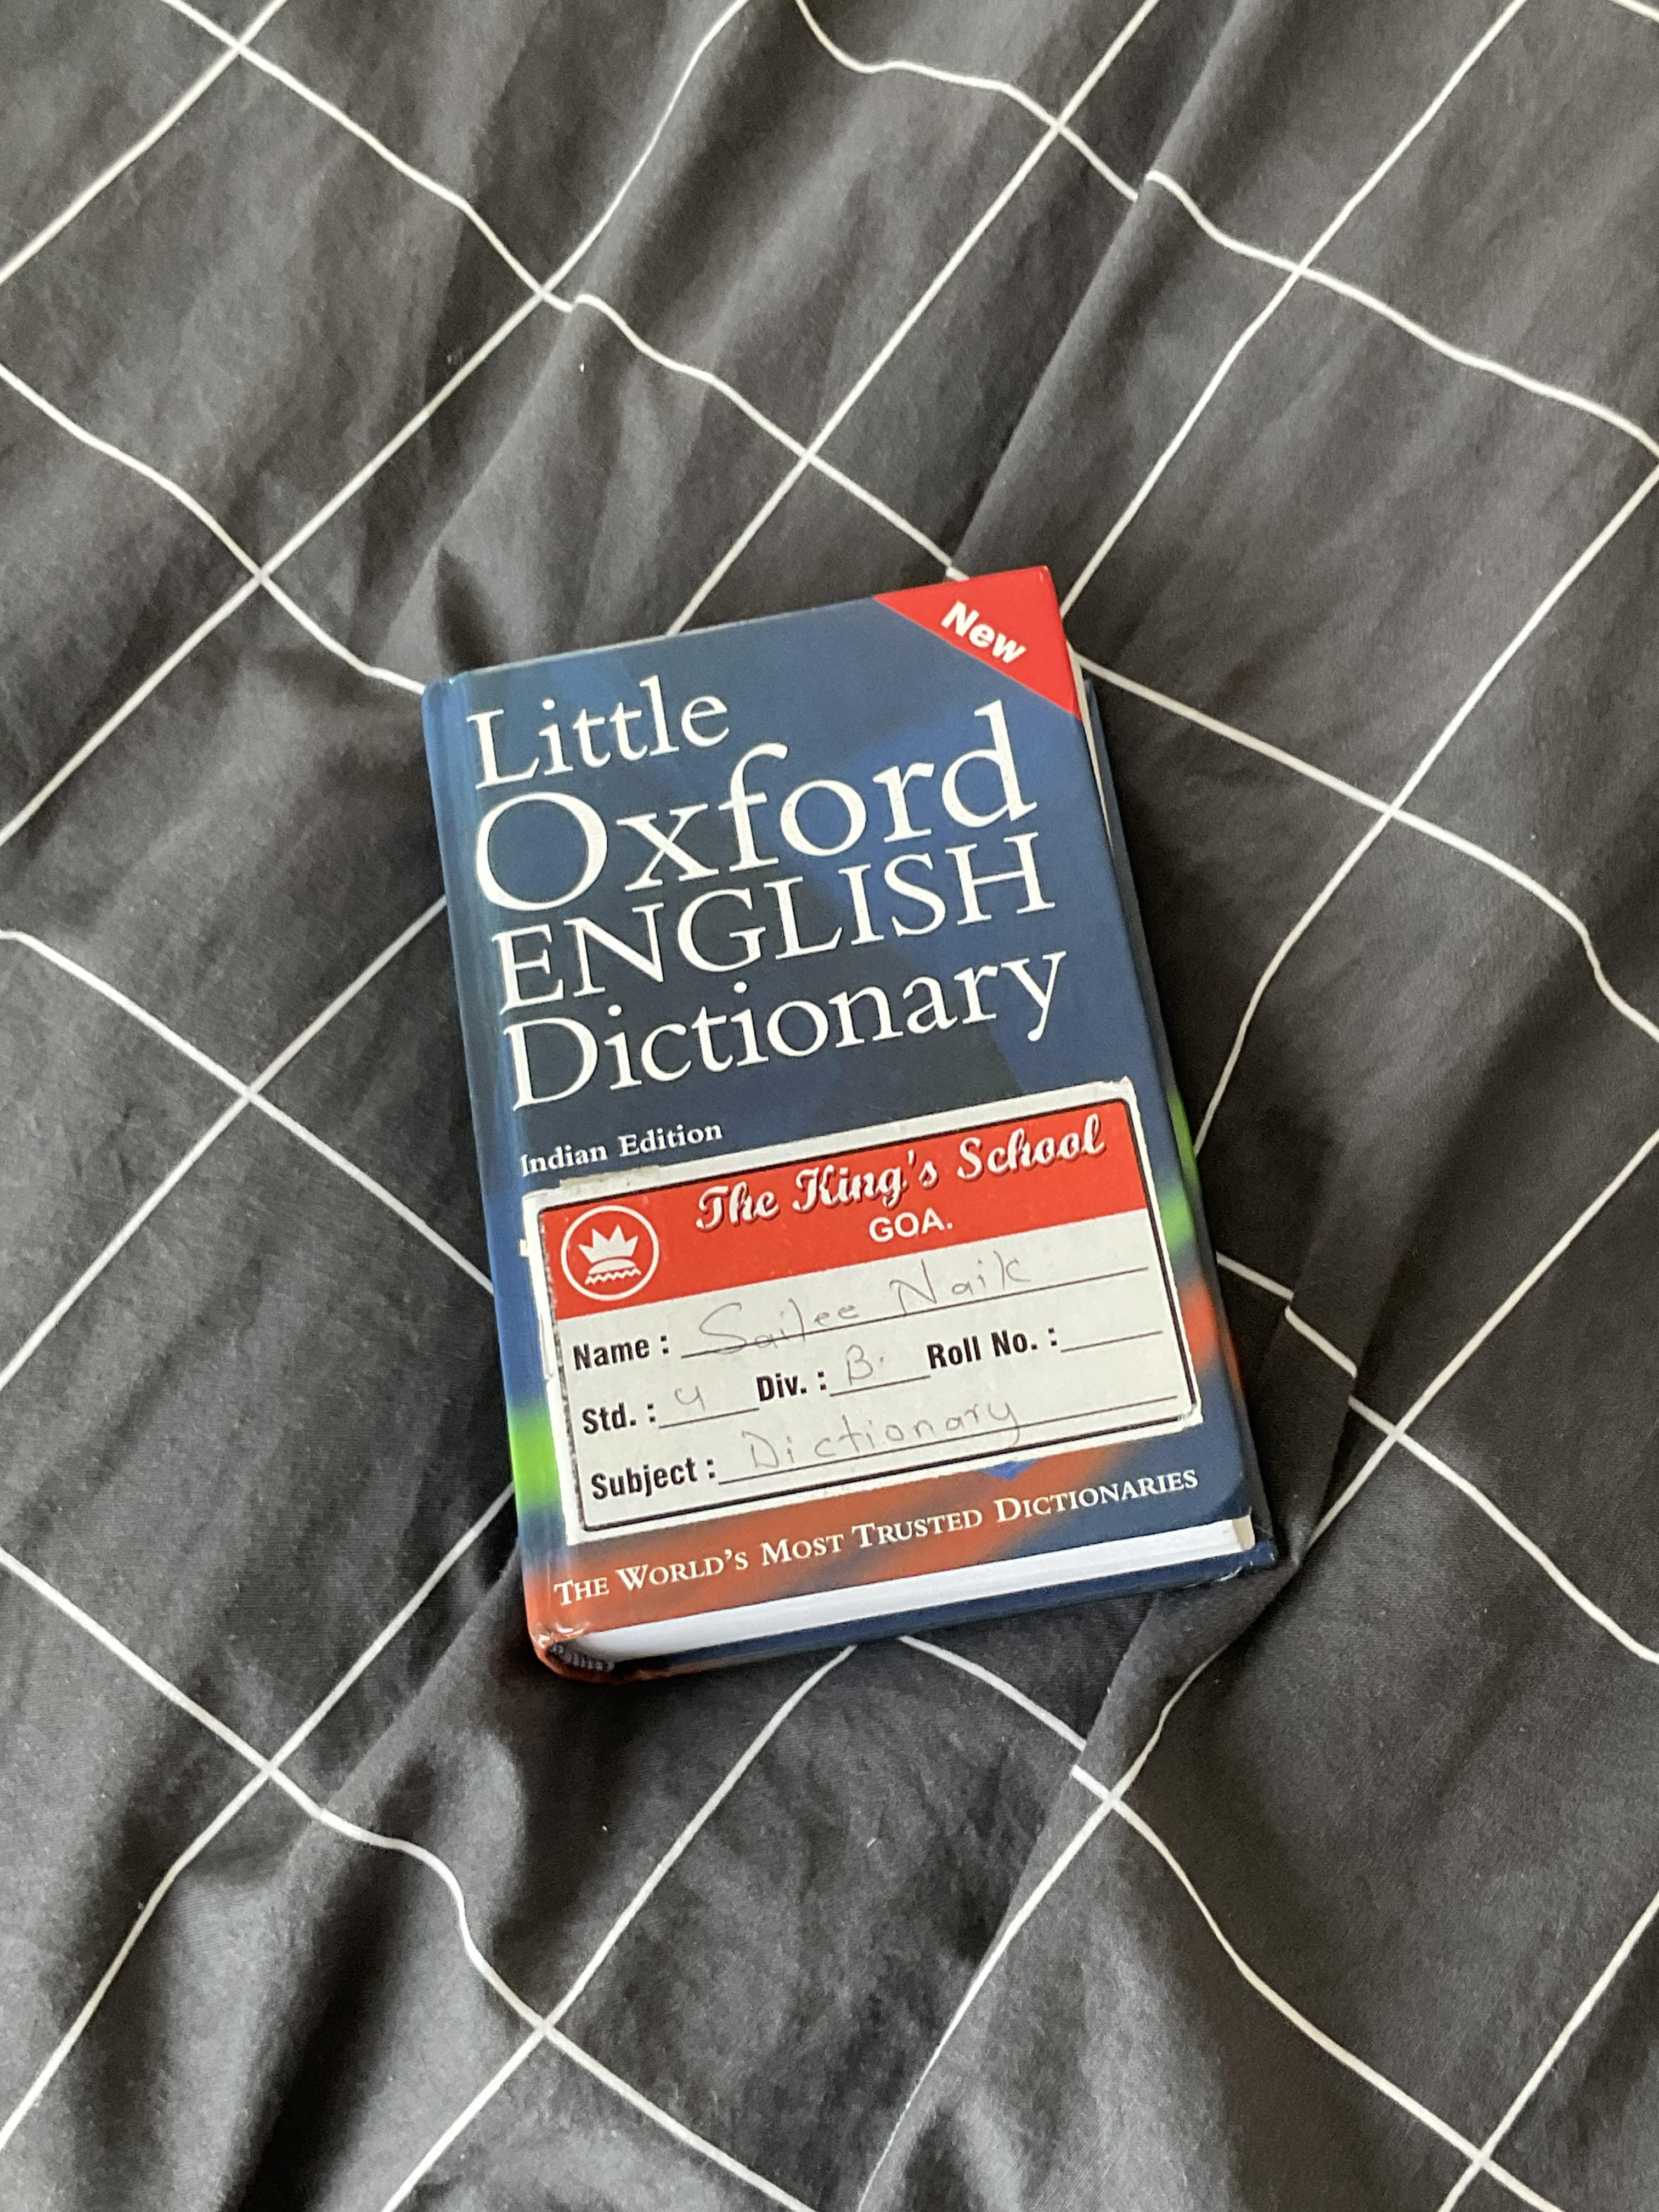 New
Little
Oxford
ENGLISH
Dictionary
Indian Edition
The King's School
GOA.
Name : Sailee Naik
Std. : 4 Div. : B. Roll No. :
Subject : Dictionary
THE WORLD'S MOST TRUSTED DICTIONARIES